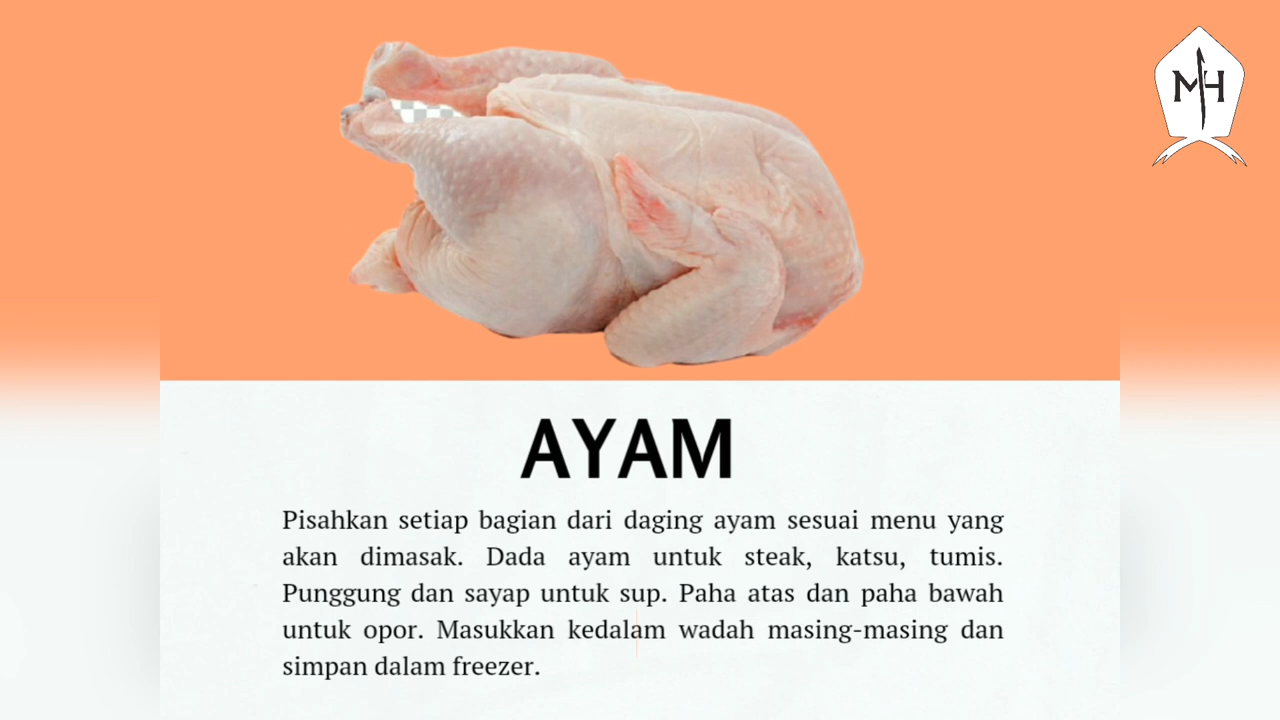 MH
AYAM
Pisahkan setiap bagian dari daging ayam sesuai menu yang
akan dimasak. Dada ayam untuk steak, katsu, tumis.
Punggung dan sayap untuk sup. Paha atas dan paha bawah
untuk opor. Masukkan kedalam wadah masing-masing dan
simpan dalam freezer.